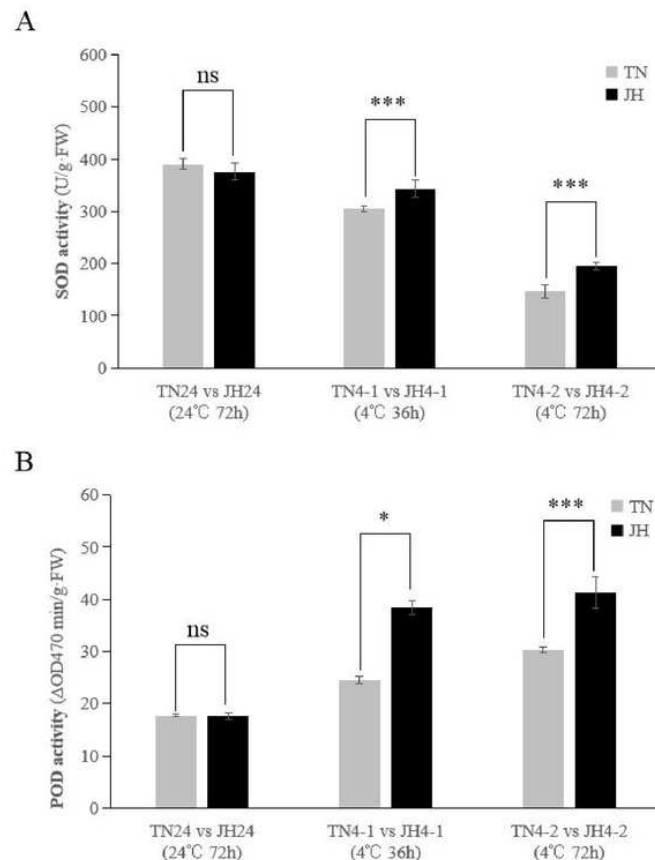 A
600
500
400
300
200
100
0
SOD activity (U/g·FW)
ns
***
***
TN
JH
TN24 vs JH24
(24℃ 72h)
TN4-1 vs JH4-1
(4℃ 36h)
TN4-2 vs JH4-2
(4℃ 72h)
B
60
50
40
30
20
10
0
POD activity (ΔOD470 min/g·FW)
ns
*
***
TN
JH
TN24 vs JH24
(24℃ 72h)
TN4-1 vs JH4-1
(4℃ 36h)
TN4-2 vs JH4-2
(4℃ 72h)